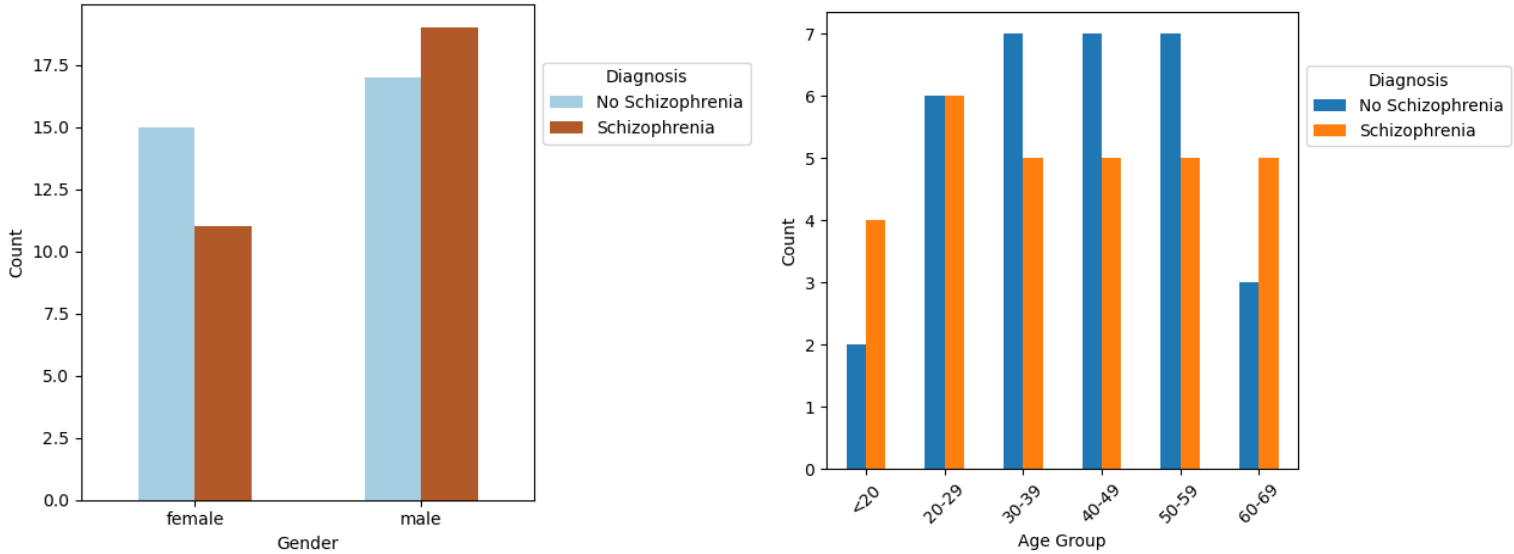 17.5
15.0
12.5
10.0
7.5
5.0
2.5
0.0
Count
female
male
Gender
Diagnosis
No Schizophrenia
Schizophrenia
7
6
5
4
3
2
1
0
Count
<20
20-29
30-39
40-49
50-59
60-69
Age Group
Diagnosis
No Schizophrenia
Schizophrenia